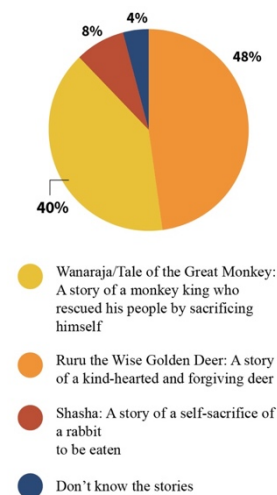 4%
8%
48%
40%
Wanaraja/Tale of the Great Monkey:
A story of a monkey king who
rescued his people by sacrificing
himself
Ruru the Wise Golden Deer: A story
of a kind-hearted and forgiving deer
Shasha: A story of a self-sacrifice of
a rabbit
to be eaten
Don't know the stories